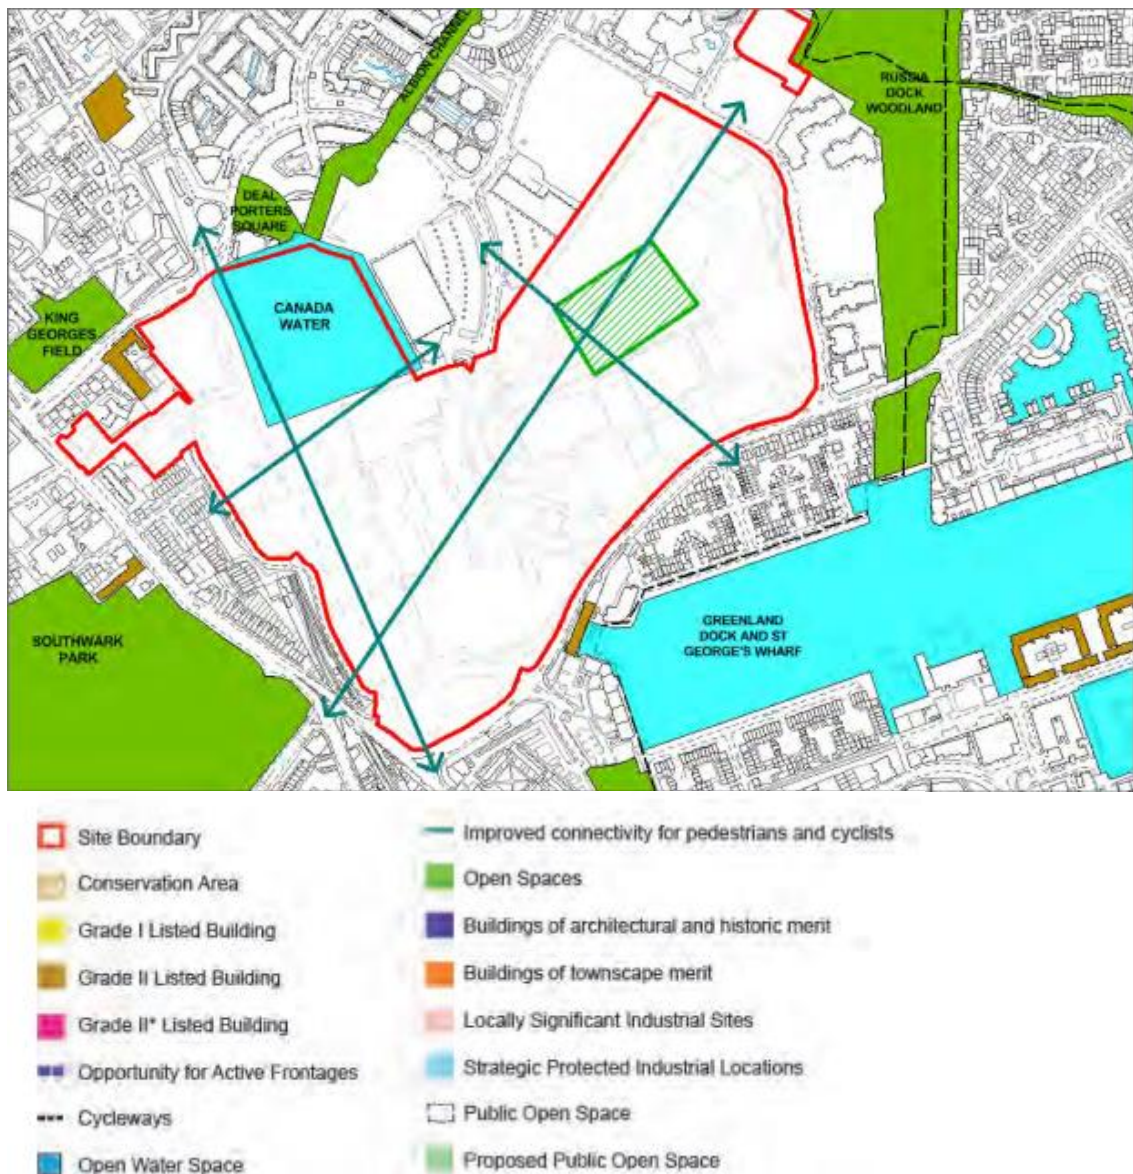 ALBION CHANNEL
RUSSIA
DOCK
WOODLAND
DEAL
PORTERS
SQUARE
CANADA
WATER
KING
GEORGES
FIELD
SOUTHWARK
PARK
GREENLAND
DOCK AND ST
GEORGE'S WHARF
Site Boundary
Conservation Area
Grade I Listed Building
Grade II Listed Building
Grade II* Listed Building
Opportunity for Active Frontages
Cycleways
Open Water Space
Improved connectivity for pedestrians and cyclists
Open Spaces
Buildings of architectural and historic merit
Buildings of townscape merit
Locally Significant Industrial Sites
Strategic Protected Industrial Locations
Public Open Space
Proposed Public Open Space